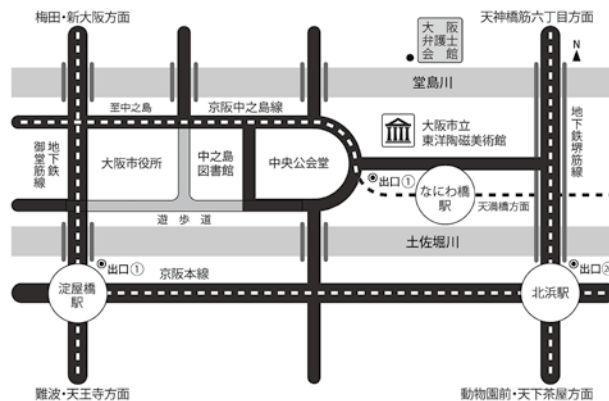 梅田・新大阪方面
天神橋筋六丁目方面
大阪
弁護士
会館
N
堂島川
至中之島
京阪中之島線
地下鉄
御堂筋線
大阪市役所
中之島
図書館
中央公会堂
大阪市立
東洋陶磁美術館
地下鉄堺筋線
出口①
なにわ橋
駅
天満橋方面
遊歩道
土佐堀川
出口①
京阪本線
淀屋橋
駅
北浜駅
出口
難波・天王寺方面
動物園前・天下茶屋方面